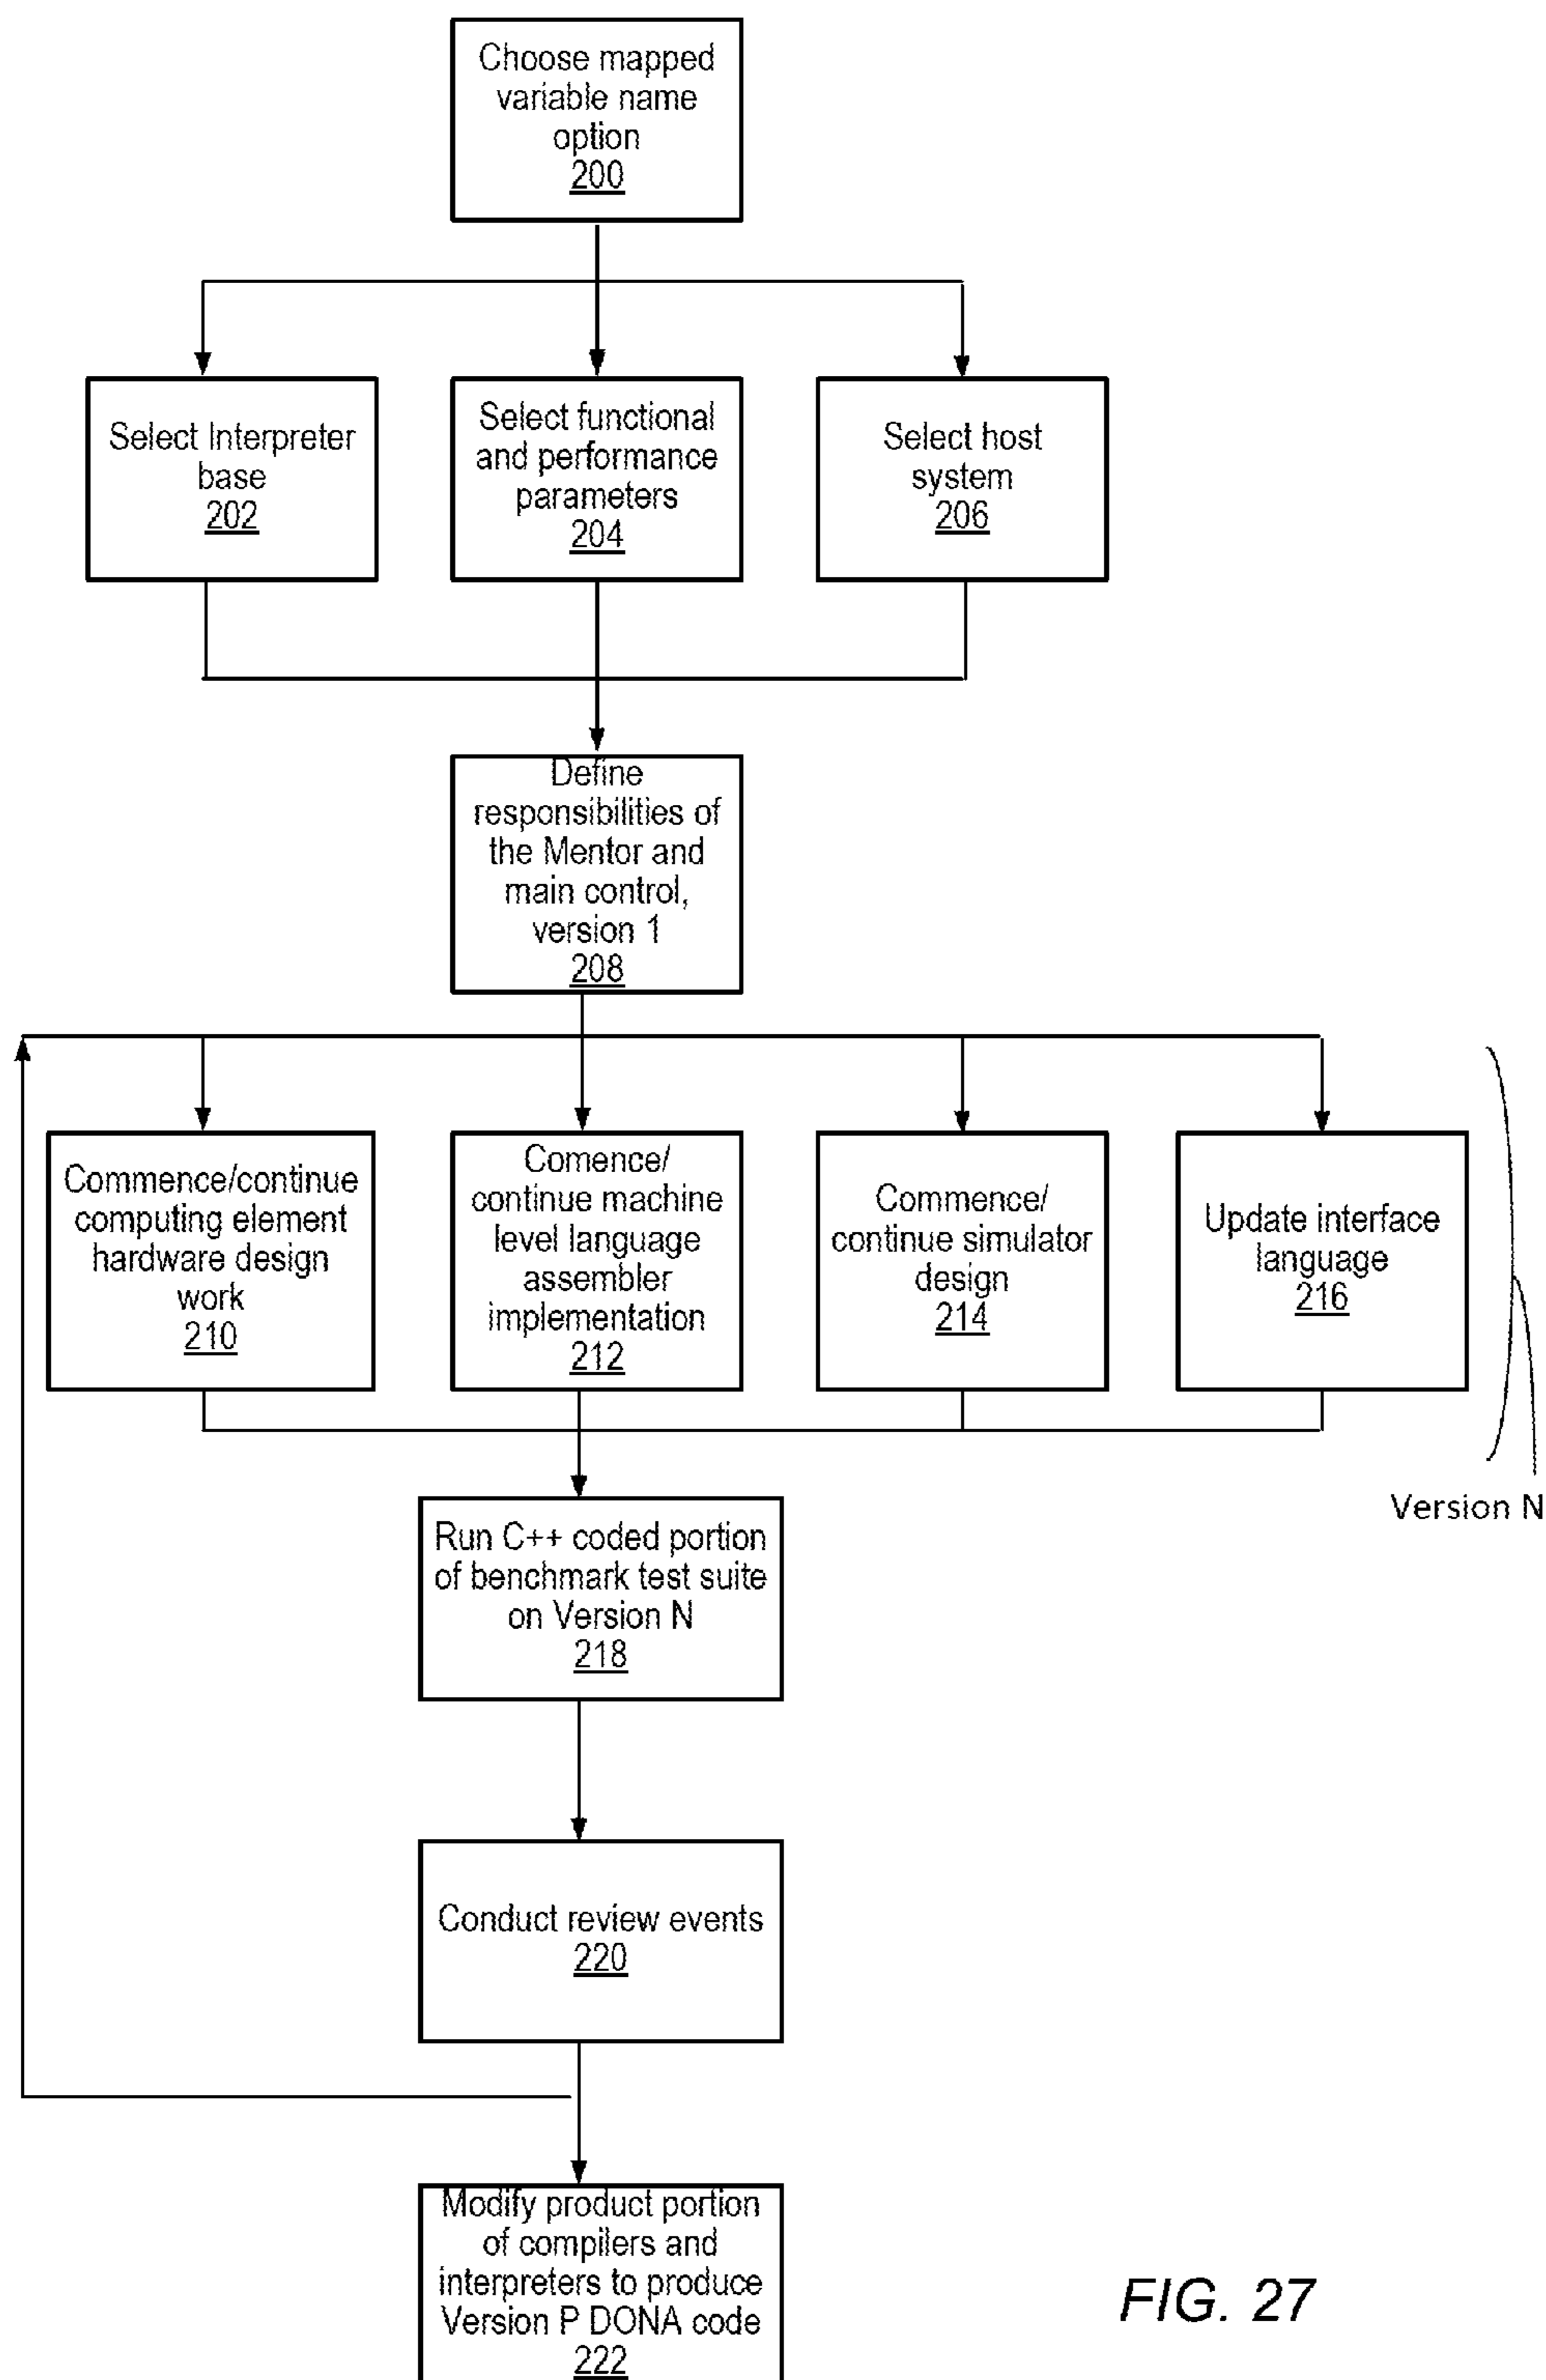 Choose mapped
variable name
option
200
Select Interpreter
base
202
Select functional
and performance
parameters
204
Select host
system
206
Define
responsibilities of
the Mentor and
main control,
version 1
208
Commence/continue
computing element
hardware design
work
210
Comence/
continue machine
level language
assembler
implementation
212
Commence/
continue simulator
design
214
Update interface
language
216
Version N
Run C++ coded portion
of benchmark test suite
on Version N
218
Conduct review events
220
Modify product portion
of compilers and
interpreters to produce
Version P DONA code
222
FIG. 27